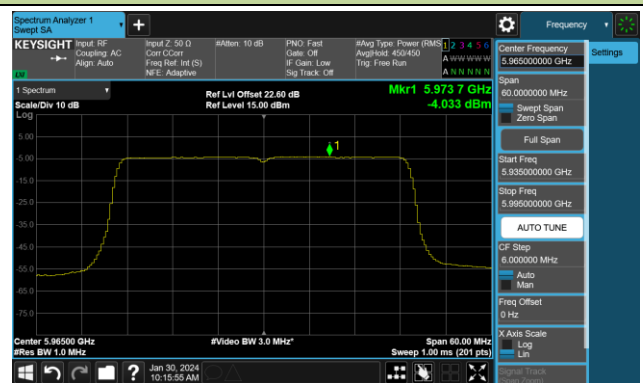 Spectrum Analyzer 1
Swept SA
Frequency
KEYSIGHT
Input: RF
Coupling: AC
Align: Auto
Input Z: 50 Ω
Corr CCorr
Freq Ref: Int (S)
NFE: Adaptive
#Atten: 10 dB
PNO: Fast
Gate: Off
IF Gain: Low
Sig Track: Off
#Avg Type: Power (RMS
Avg|Hold: 450/450
Trig: Free Run
1 2 3 4 5 6
A W W W W W
A N N N N N
LXI
1 Spectrum
Scale/Div 10 dB
Log
Ref Lvl Offset 22.60 dB
Ref Level 15.00 dBm
Mkr1 5.973 7 GHz
-4.033 dBm
1
5.00
-5.00
-15.0
-25.0
-35.0
-45.0
-55.0
-65.0
-75.0
Center 5.96500 GHz
#Res BW 1.0 MHz
#Video BW 3.0 MHz*
Span 60.00 MHz
Sweep 1.00 ms (201 pts)
Jan 30, 2024
10:15:55 AM
Center Frequency
5.965000000 GHz
Settings
Span
60.0000000 MHz
Swept Span
Zero Span
Full Span
Start Freq
5.935000000 GHz
Stop Freq
5.995000000 GHz
AUTO TUNE
CF Step
6.000000 MHz
Auto
Man
Freq Offset
0 Hz
X Axis Scale
Log
Lin
Signal Track